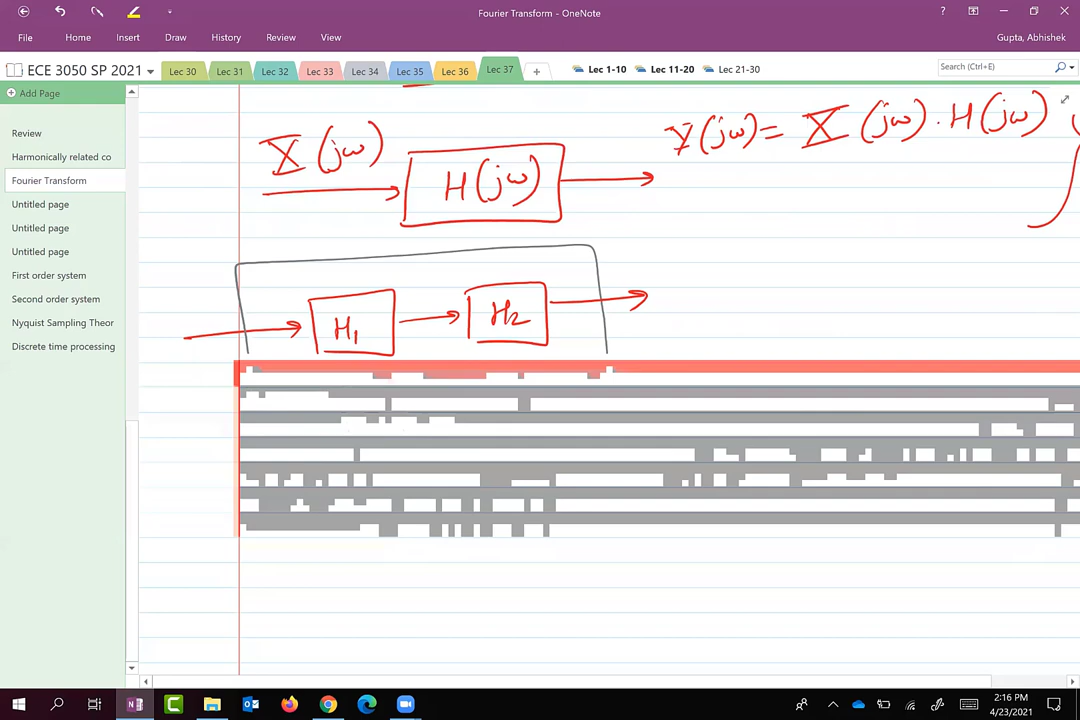 Fourier Transform - OneNote
?
File Home Insert Draw History Review View Gupta, Abhishek
ECE 3050 SP 2021 Lec 30 Lec 31 Lec 32 Lec 33 Lec 34 Lec 35 Lec 36 Lec 37 + Lec 1-10 Lec 11-20 Lec 21-30 Search (Ctrl+E)
Add Page
Review
Harmonically related co
Fourier Transform
Untitled page
Untitled page
Untitled page
First order system
Second order system
Nyquist Sampling Theor
Discrete time processing
X(jω) H(jω) Y(jω) = X(jω) · H(jω)
H1 H2
2:16 PM
4/23/2021